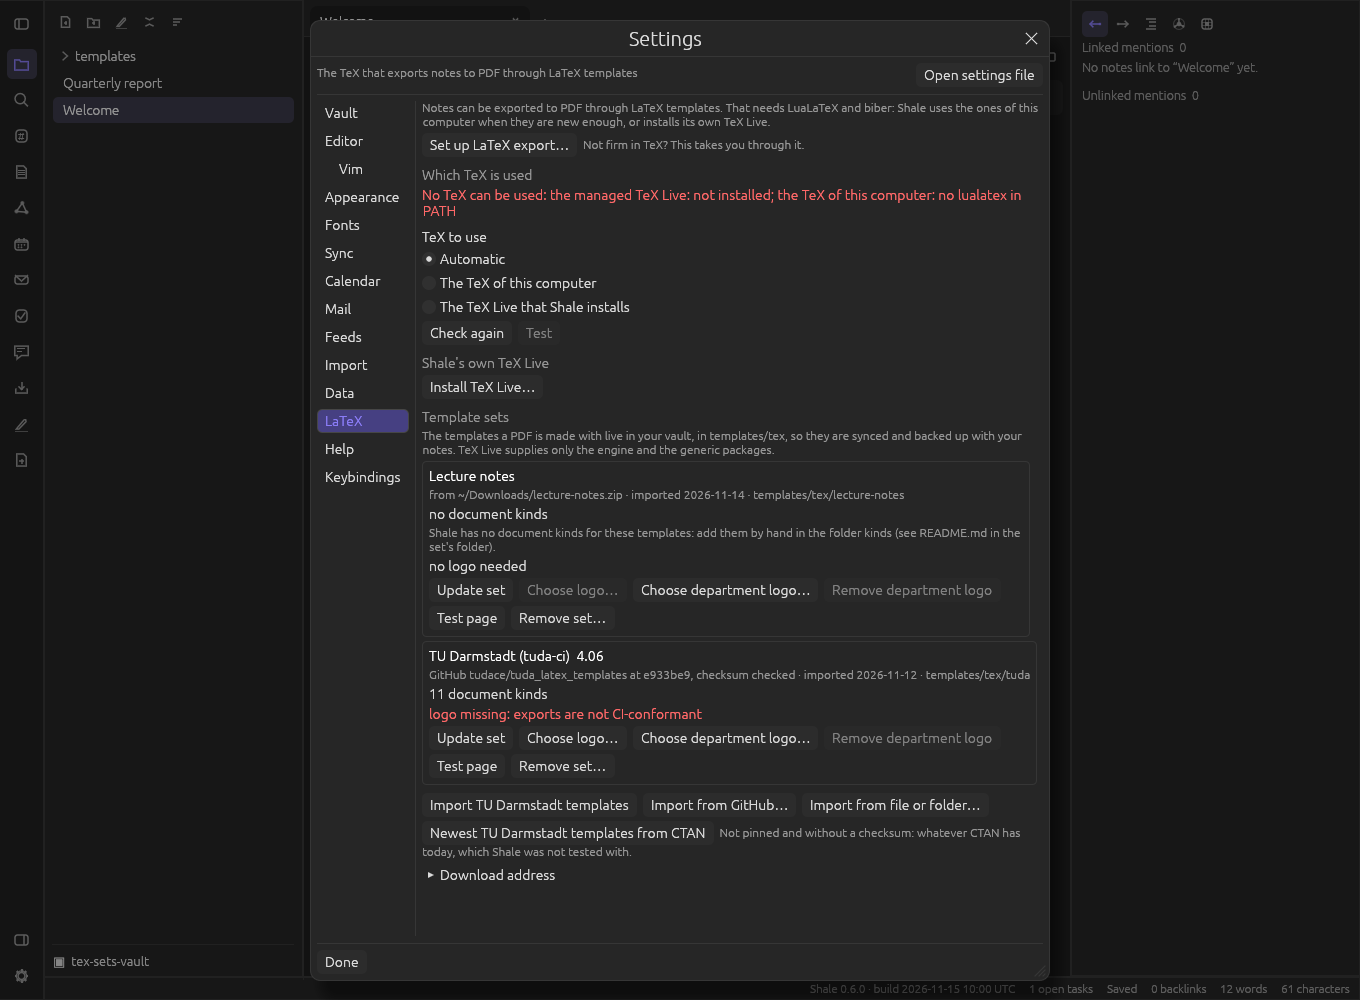 Settings
The TeX that exports notes to PDF through LaTeX templates
Open settings file
templates
Quarterly report
Welcome
tex-sets-vault
Vault
Editor
Vim
Appearance
Fonts
Sync
Calendar
Mail
Feeds
Import
Data
LaTeX
Help
Keybindings
Notes can be exported to PDF through LaTeX templates. That needs LuaLaTeX and biber: Shale uses the ones of this
computer when they are new enough, or installs its own TeX Live.
Set up LaTeX export… Not firm in TeX? This takes you through it.
Which TeX is used
No TeX can be used: the managed TeX Live: not installed; the TeX of this computer: no lualatex in
PATH
TeX to use
Automatic
The TeX of this computer
The TeX Live that Shale installs
Check again Test
Shale's own TeX Live
Install TeX Live…
Template sets
The templates a PDF is made with live in your vault, in templates/tex, so they are synced and backed up with your
notes. TeX Live supplies only the engine and the generic packages.
Lecture notes
from ~/Downloads/lecture-notes.zip · imported 2026-11-14 · templates/tex/lecture-notes
no document kinds
Shale has no document kinds for these templates: add them by hand in the folder kinds (see README.md in the
set's folder).
no logo needed
Update set Choose logo… Choose department logo… Remove department logo
Test page Remove set…
TU Darmstadt (tuda-ci) 4.06
GitHub tudace/tuda_latex_templates at e933be9, checksum checked · imported 2026-11-12 · templates/tex/tuda
11 document kinds
logo missing: exports are not CI-conformant
Update set Choose logo… Choose department logo… Remove department logo
Test page Remove set…
Import TU Darmstadt templates Import from GitHub… Import from file or folder…
Newest TU Darmstadt templates from CTAN Not pinned and without a checksum: whatever CTAN has
today, which Shale was not tested with.
Download address
Done
Linked mentions 0
No notes link to “Welcome” yet.
Unlinked mentions 0
Shale 0.6.0 · build 2026-11-15 10:00 UTC 1 open tasks Saved 0 backlinks 12 words 61 characters